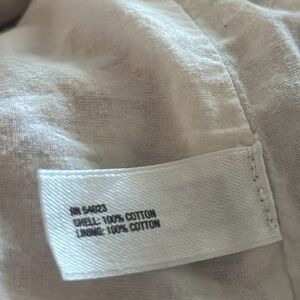 RN 54023
SHELL: 100% COTTON
LINING: 100% COTTON